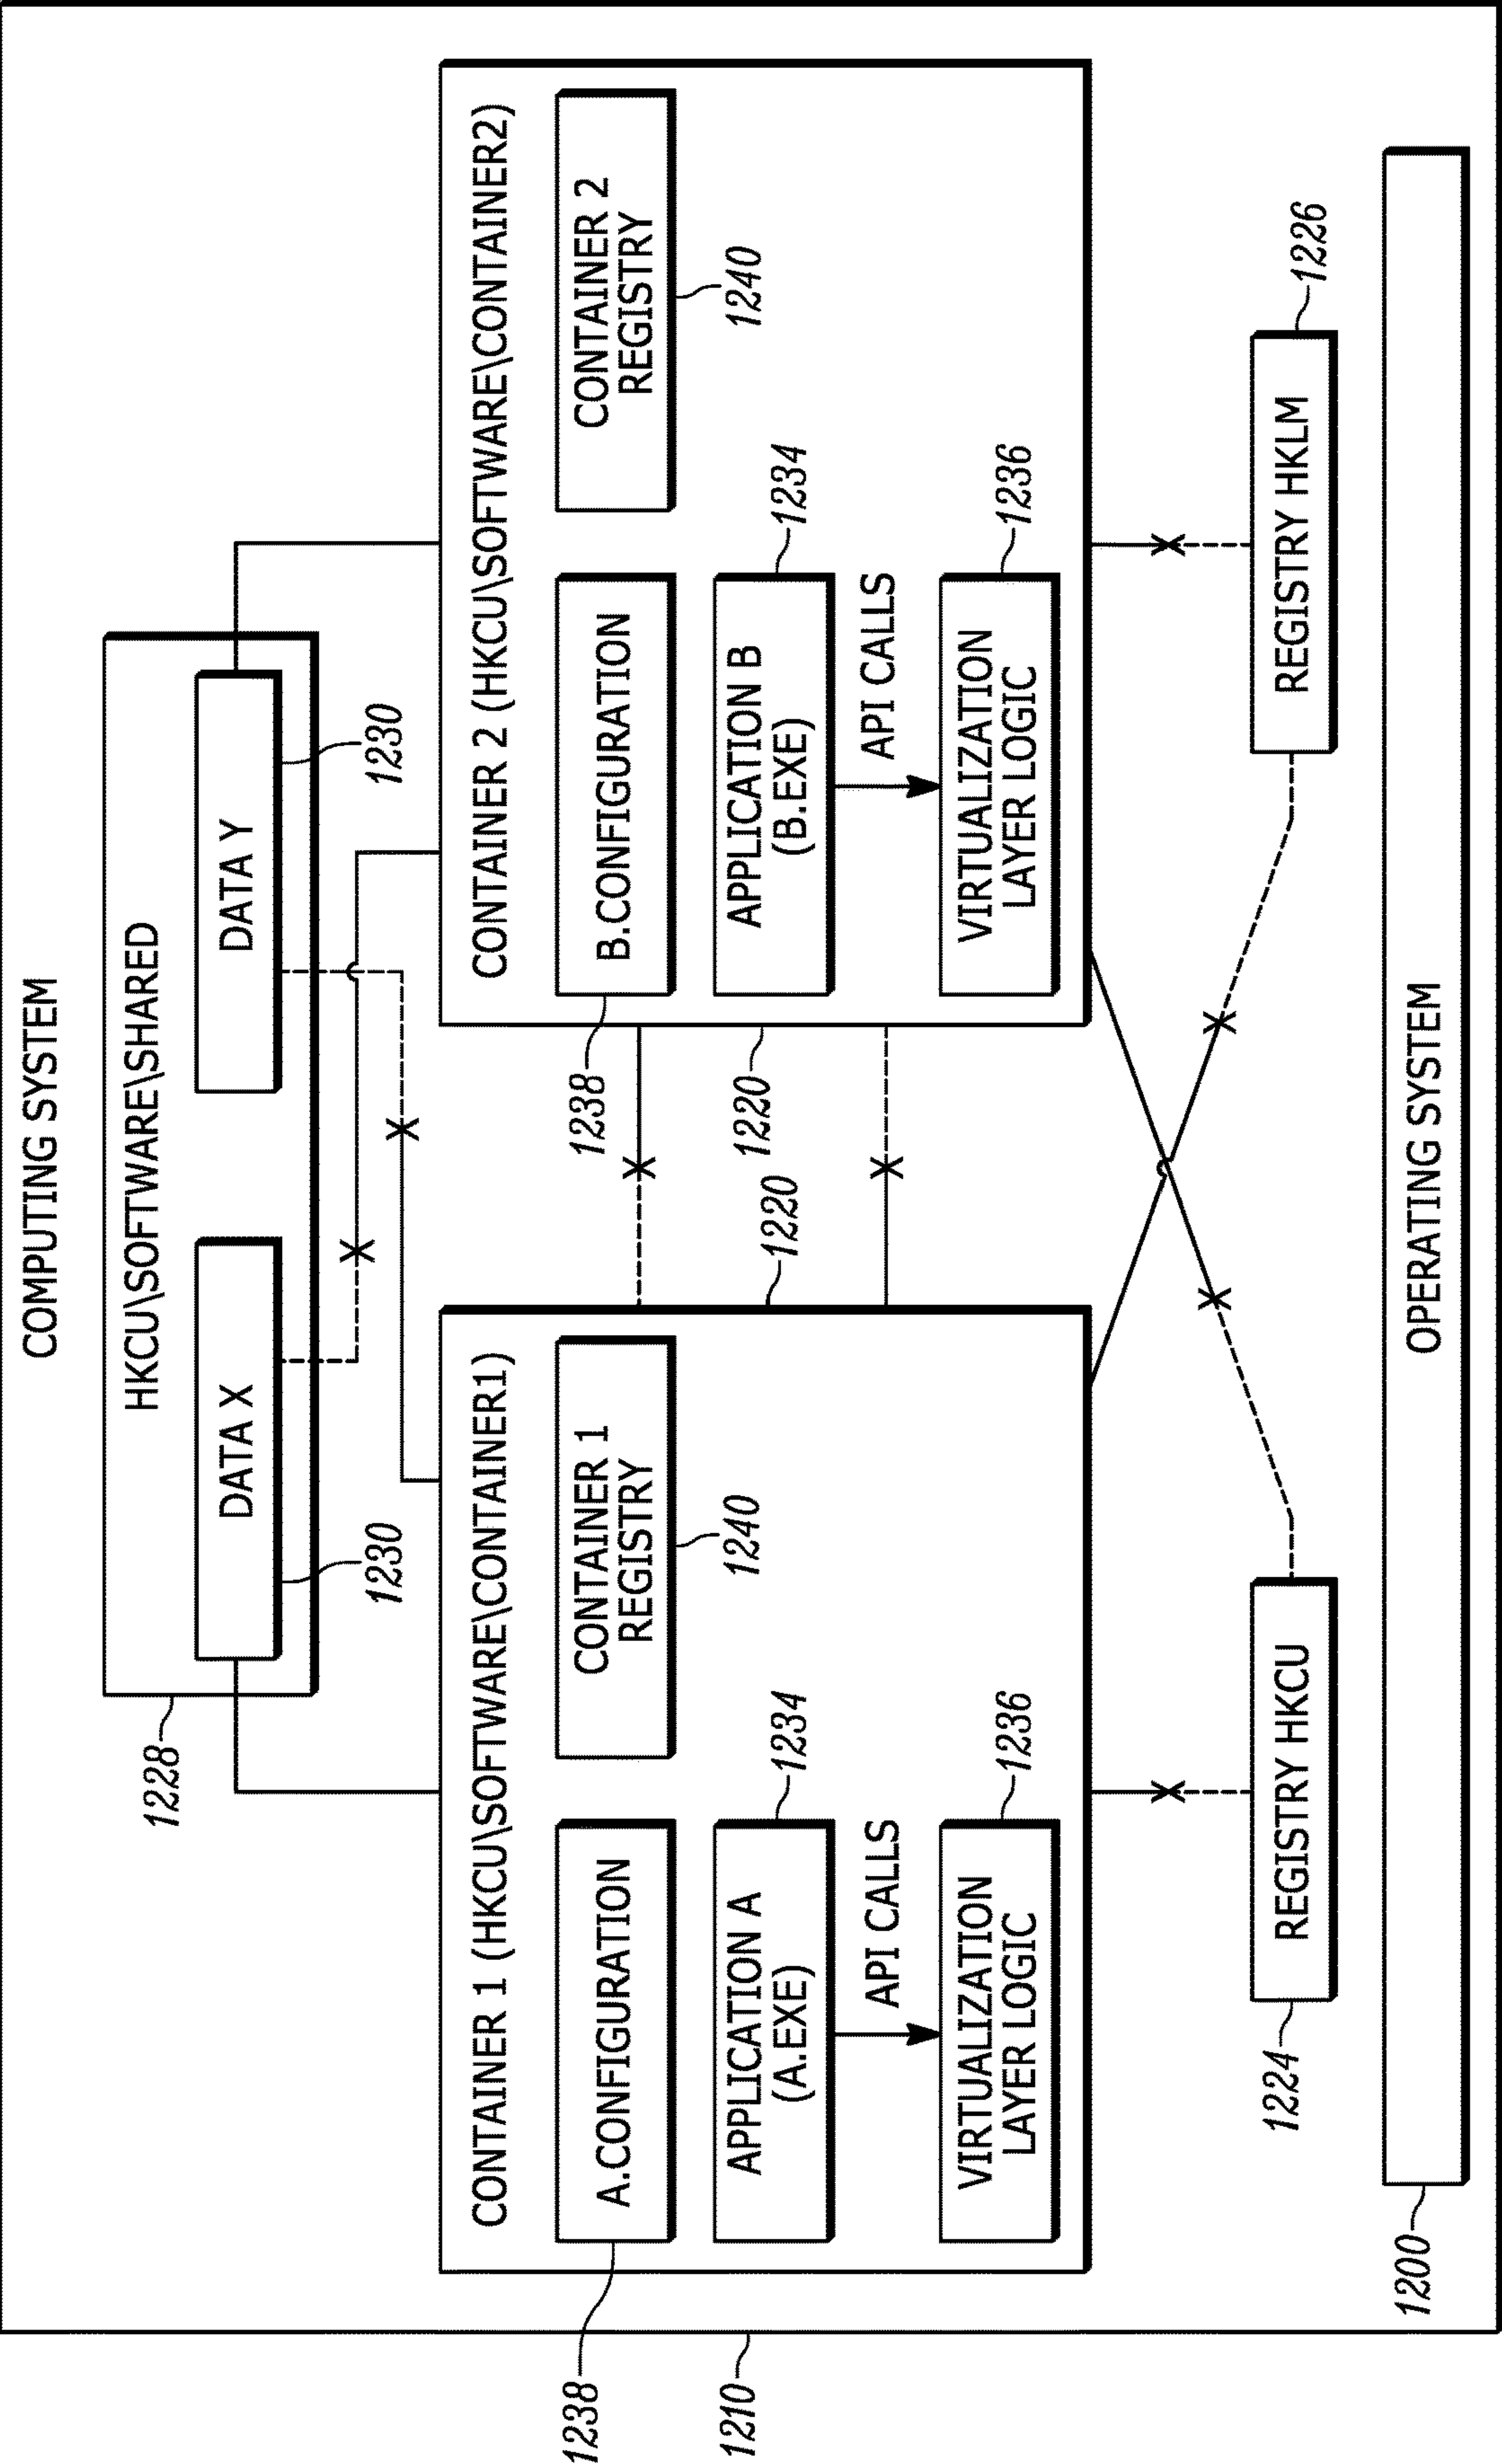 COMPUTING SYSTEM
1228
HKCU\SOFTWARE\SHARED
DATA X
DATA Y
1230
1230
CONTAINER 1 (HKCU\SOFTWARE\CONTAINER1)
1238
A.CONFIGURATION
CONTAINER 1
REGISTRY
1240
APPLICATION A
(A.EXE)
1234
API CALLS
VIRTUALIZATION
LAYER LOGIC
1236
1220
CONTAINER 2 (HKCU\SOFTWARE\CONTAINER2)
1238
B.CONFIGURATION
CONTAINER 2
REGISTRY
1240
1220
APPLICATION B
(B.EXE)
1234
API CALLS
VIRTUALIZATION
LAYER LOGIC
1236
1210
1224
REGISTRY HKCU
REGISTRY HKLM
1226
1200
OPERATING SYSTEM